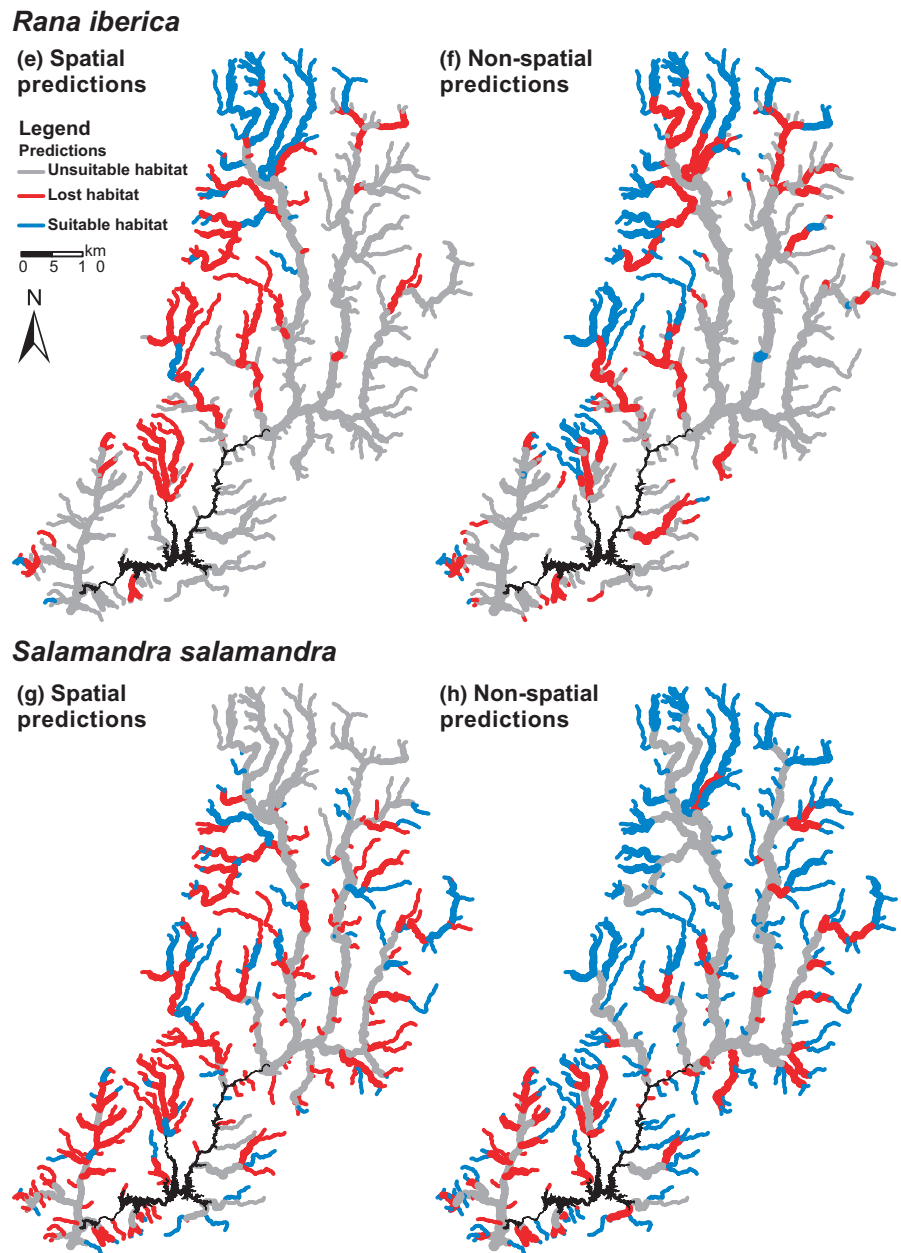 Rana iberica
(e) Spatial
predictions
(f) Non-spatial
predictions
Legend
Predictions
Unsuitable habitat
Lost habitat
Suitable habitat
km
0 5 1 0
N
Salamandra salamandra
(g) Spatial
predictions
(h) Non-spatial
predictions